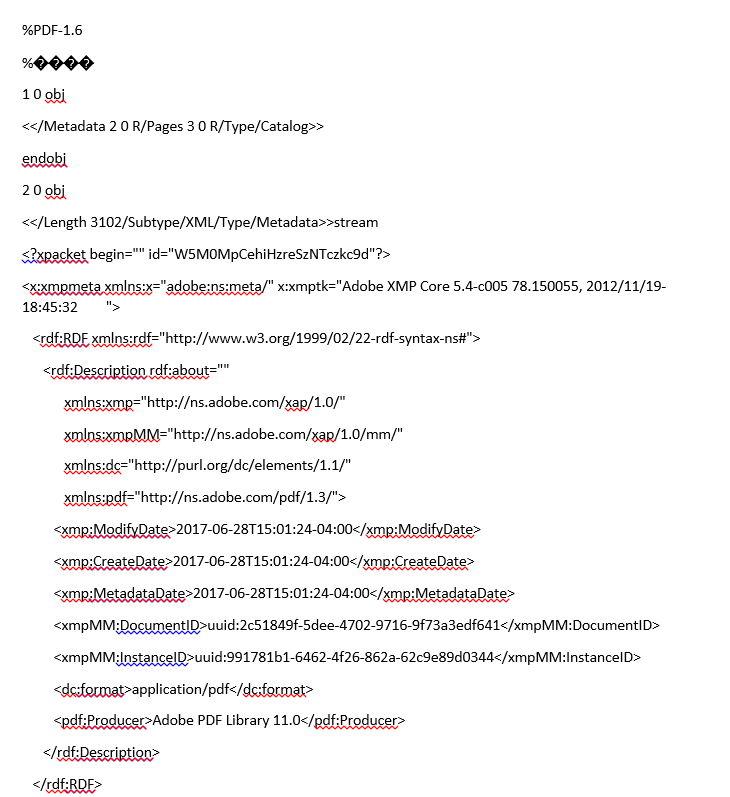 %PDF-1.6
%����
1 0 obj
<</Metadata 2 0 R/Pages 3 0 R/Type/Catalog>>
endobj
2 0 obj
<</Length 3102/Subtype/XML/Type/Metadata>>stream
<?xpacket begin="" id="W5M0MpCehiHzreSzNTczkc9d"?>
<x:xmpmeta xmlns:x="adobe:ns:meta/" x:xmptk="Adobe XMP Core 5.4-c005 78.150055, 2012/11/19-
18:45:32        ">
   <rdf:RDF xmlns:rdf="http://www.w3.org/1999/02/22-rdf-syntax-ns#">
      <rdf:Description rdf:about=""
            xmlns:xmp="http://ns.adobe.com/xap/1.0/"
            xmlns:xmpMM="http://ns.adobe.com/xap/1.0/mm/"
            xmlns:dc="http://purl.org/dc/elements/1.1/"
            xmlns:pdf="http://ns.adobe.com/pdf/1.3/">
         <xmp:ModifyDate>2017-06-28T15:01:24-04:00</xmp:ModifyDate>
         <xmp:CreateDate>2017-06-28T15:01:24-04:00</xmp:CreateDate>
         <xmp:MetadataDate>2017-06-28T15:01:24-04:00</xmp:MetadataDate>
         <xmpMM:DocumentID>uuid:2c51849f-5dee-4702-9716-9f73a3edf641</xmpMM:DocumentID>
         <xmpMM:InstanceID>uuid:991781b1-6462-4f26-862a-62c9e89d0344</xmpMM:InstanceID>
         <dc:format>application/pdf</dc:format>
         <pdf:Producer>Adobe PDF Library 11.0</pdf:Producer>
      </rdf:Description>
   </rdf:RDF>